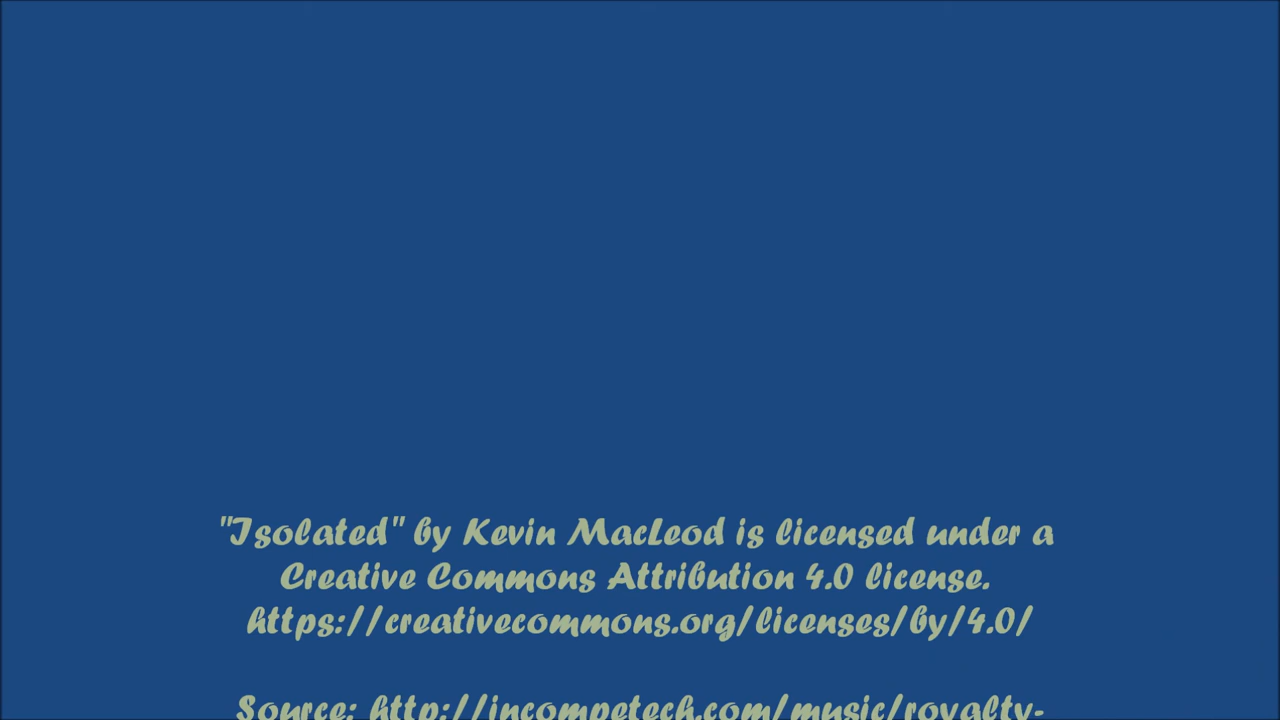 "Isolated" by Kevin MacLeod is licensed under a
Creative Commons Attribution 4.0 license.
https://creativecommons.org/licenses/by/4.0/
Source: http://incompetech.com/music/royalty-